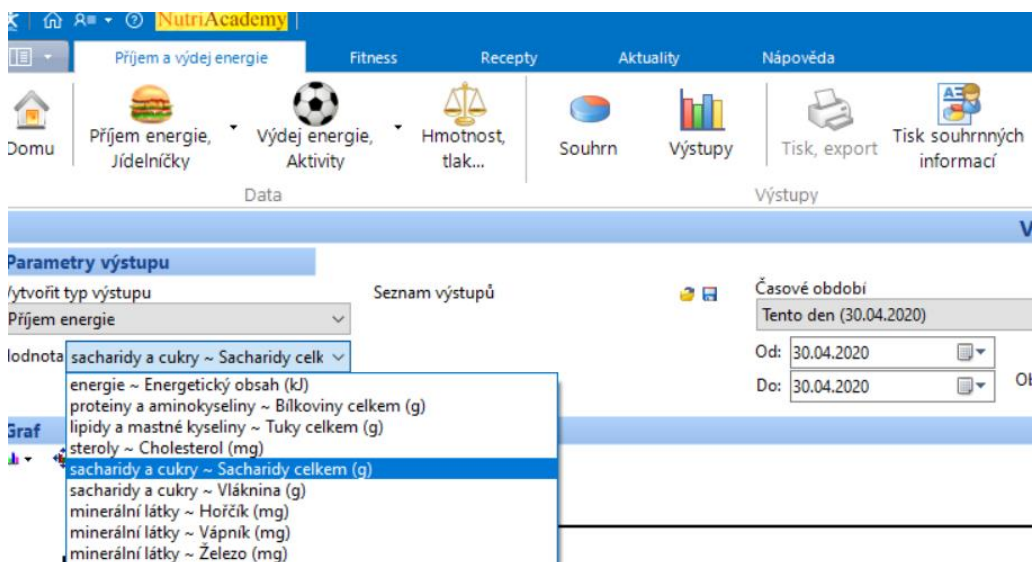 NutriAcademy
Příjem a výdej energie Fitness Recepty Aktuality Nápověda
Domu
Příjem energie,
Jídelníčky
Výdej energie,
Aktivity
Hmotnost,
tlak...
Souhrn
Výstupy
Tisk, export
Tisk souhrnných
informací
Data
Výstupy
V
Parametry výstupu
Vytvořit typ výstupu
Seznam výstupů
Časové období
Příjem energie
Tento den (30.04.2020)
Hodnota sacharidy a cukry ~ Sacharidy celk
Od: 30.04.2020
Do: 30.04.2020
Ob
energie ~ Energetický obsah (kJ)
proteiny a aminokyseliny ~ Bílkoviny celkem (g)
lipidy a mastné kyseliny ~ Tuky celkem (g)
steroly ~ Cholesterol (mg)
sacharidy a cukry ~ Sacharidy celkem (g)
sacharidy a cukry ~ Vláknina (g)
minerální látky ~ Hořčík (mg)
minerální látky ~ Vápník (mg)
minerální látky ~ Železo (mg)
Graf